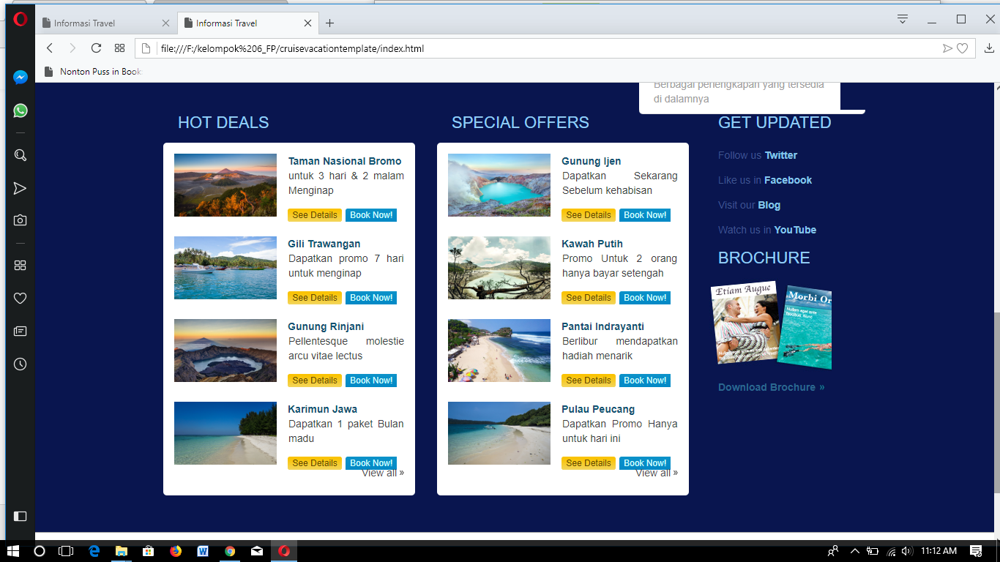 Informasi Travel
Informasi Travel
file:///F:/kelompok%206_FP/cruisevacationtemplate/index.html
Nonton Puss in Book
Berbagai perlengkapan yang tersedia
di dalamnya
HOT DEALS
Taman Nasional Bromo
untuk 3 hari & 2 malam
Menginap
See Details Book Now!
Gili Trawangan
Dapatkan promo 7 hari
untuk menginap
See Details Book Now!
Gunung Rinjani
Pellentesque molestie
arcu vitae lectus
See Details Book Now!
Karimun Jawa
Dapatkan 1 paket Bulan
madu
See Details Book Now!
View all »
SPECIAL OFFERS
Gunung Ijen
Dapatkan Sekarang
Sebelum kehabisan
See Details Book Now!
Kawah Putih
Promo Untuk 2 orang
hanya bayar setengah
See Details Book Now!
Pantai Indrayanti
Berlibur mendapatkan
hadiah menarik
See Details Book Now!
Pulau Peucang
Dapatkan Promo Hanya
untuk hari ini
See Details Book Now!
View all »
GET UPDATED
Follow us Twitter
Like us in Facebook
Visit our Blog
Watch us in YouTube
BROCHURE
Etiam Augue
Morbi Or
Nullam eget ante
Download Brochure »
11:12 AM